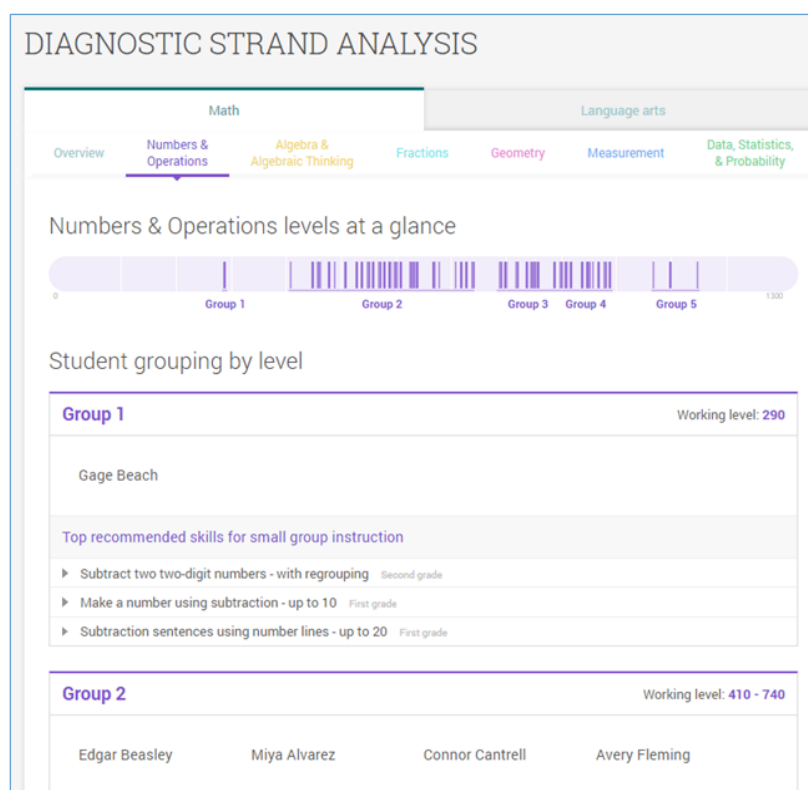 DIAGNOSTIC STRAND ANALYSIS
Math Language arts
Overview Numbers & Operations Algebra & Algebraic Thinking Fractions Geometry Measurement Data, Statistics, & Probability
Numbers & Operations levels at a glance
0 1300
Group 1 Group 2 Group 3 Group 4 Group 5
Student grouping by level
Group 1 Working level: 290
Gage Beach
Top recommended skills for small group instruction
Subtract two two-digit numbers - with regrouping Second grade
Make a number using subtraction - up to 10 First grade
Subtraction sentences using number lines - up to 20 First grade
Group 2 Working level: 410 - 740
Edgar Beasley Miya Alvarez Connor Cantrell Avery Fleming